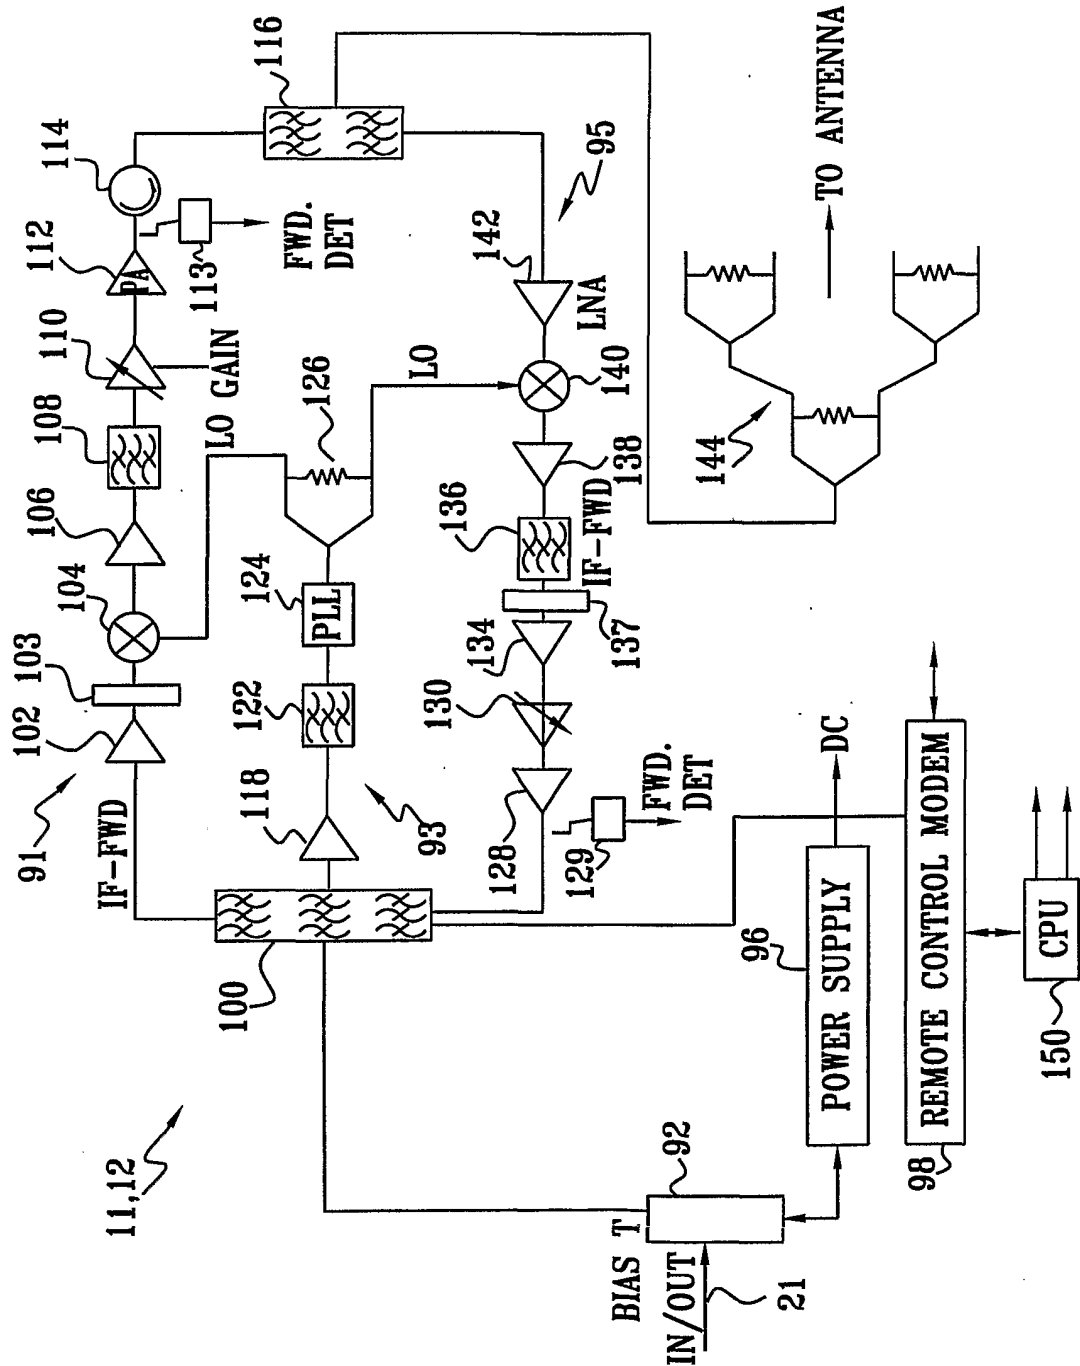 11,12
91
IF-FWD
102
103
104
106
108
110
GAIN
112
PA
113
FWD.
DET
114
116
100
118
93
122
124
PLL
126
LO
LO
95
142
LNA
140
138
136
IF-FWD
137
134
130
128
129
FWD.
DET
144
TO ANTENNA
BIAS T
92
IN/OUT
21
96
POWER SUPPLY
DC
98
REMOTE CONTROL MODEM
150
CPU